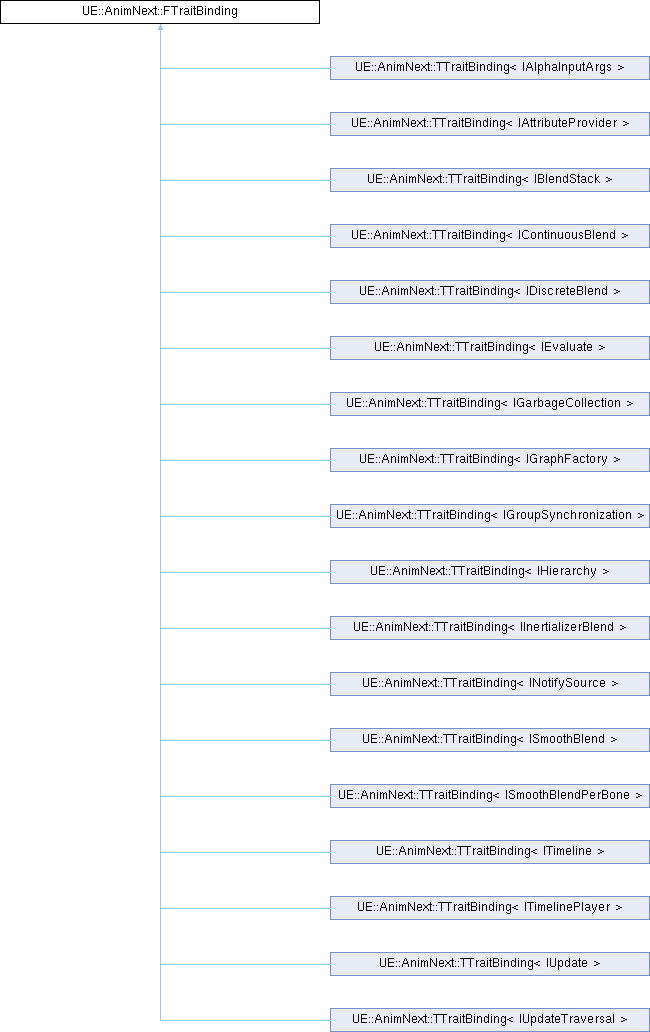 UE::AnimNext::FTraitBinding
UE::AnimNext::TTraitBinding< IAlphaInputArgs >
UE::AnimNext::TTraitBinding< IAttributeProvider >
UE::AnimNext::TTraitBinding< IBlendStack >
UE::AnimNext::TTraitBinding< IContinuousBlend >
UE::AnimNext::TTraitBinding< IDiscreteBlend >
UE::AnimNext::TTraitBinding< IEvaluate >
UE::AnimNext::TTraitBinding< IGarbageCollection >
UE::AnimNext::TTraitBinding< IGraphFactory >
UE::AnimNext::TTraitBinding< IGroupSynchronization >
UE::AnimNext::TTraitBinding< IHierarchy >
UE::AnimNext::TTraitBinding< IInertializerBlend >
UE::AnimNext::TTraitBinding< INotifySource >
UE::AnimNext::TTraitBinding< ISmoothBlend >
UE::AnimNext::TTraitBinding< ISmoothBlendPerBone >
UE::AnimNext::TTraitBinding< ITimeline >
UE::AnimNext::TTraitBinding< ITimelinePlayer >
UE::AnimNext::TTraitBinding< IUpdate >
UE::AnimNext::TTraitBinding< IUpdateTraversal >